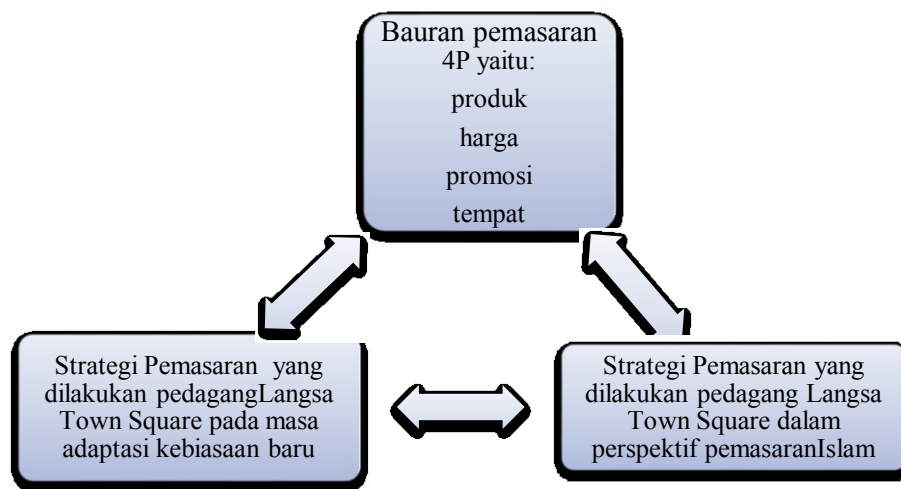 Bauran pemasaran
4P yaitu:
produk
harga
promosi
tempat
Strategi Pemasaran yang
dilakukan pedagangLangsa
Town Square pada masa
adaptasi kebiasaan baru
Strategi Pemasaran yang
dilakukan pedagang Langsa
Town Square dalam
perspektif pemasaranIslam